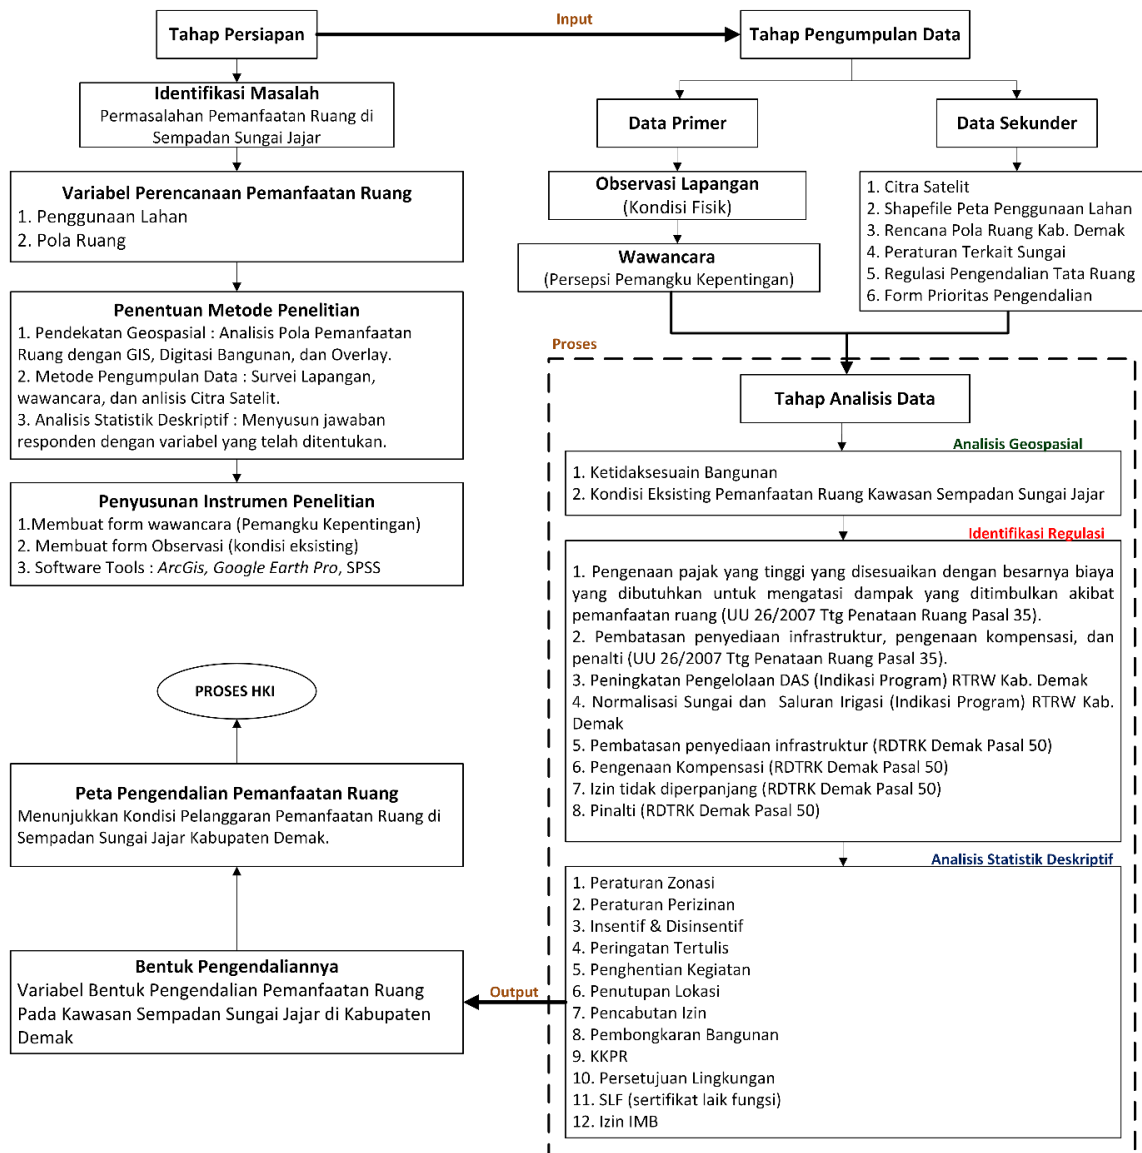 Tahap Persiapan
Input
Tahap Pengumpulan Data
Identifikasi Masalah
Permasalahan Pemanfaatan Ruang di
Sempadan Sungai Jajar
Variabel Perencanaan Pemanfaatan Ruang
1. Penggunaan Lahan
2. Pola Ruang
Penentuan Metode Penelitian
1. Pendekatan Geospasial : Analisis Pola Pemanfaatan
Ruang dengan GIS, Digitasi Bangunan, dan Overlay.
2. Metode Pengumpulan Data : Survei Lapangan,
wawancara, dan anlisis Citra Satelit.
3. Analisis Statistik Deskriptif : Menyusun jawaban
responden dengan variabel yang telah ditentukan.
Penyusunan Instrumen Penelitian
1.Membuat form wawancara (Pemangku Kepentingan)
2. Membuat form Observasi (kondisi eksisting)
3. Software Tools : ArcGis, Google Earth Pro, SPSS
Data Primer
Data Sekunder
Observasi Lapangan
(Kondisi Fisik)
Wawancara
(Persepsi Pemangku Kepentingan)
1. Citra Satelit
2. Shapefile Peta Penggunaan Lahan
3. Rencana Pola Ruang Kab. Demak
4. Peraturan Terkait Sungai
5. Regulasi Pengendalian Tata Ruang
6. Form Prioritas Pengendalian
Proses
Tahap Analisis Data
Analisis Geospasial
1. Ketidaksesuain Bangunan
2. Kondisi Eksisting Pemanfaatan Ruang Kawasan Sempadan Sungai Jajar
Identifikasi Regulasi
1. Pengenaan pajak yang tinggi yang disesuaikan dengan besarnya biaya
yang dibutuhkan untuk mengatasi dampak yang ditimbulkan akibat
pemanfaatan ruang (UU 26/2007 Ttg Penataan Ruang Pasal 35).
2. Pembatasan penyediaan infrastruktur, pengenaan kompensasi, dan
penalti (UU 26/2007 Ttg Penataan Ruang Pasal 35).
3. Peningkatan Pengelolaan DAS (Indikasi Program) RTRW Kab. Demak
4. Normalisasi Sungai dan Saluran Irigasi (Indikasi Program) RTRW Kab.
Demak
5. Pembatasan penyediaan infrastruktur (RDTRK Demak Pasal 50)
6. Pengenaan Kompensasi (RDTRK Demak Pasal 50)
7. Izin tidak diperpanjang (RDTRK Demak Pasal 50)
8. Pinalti (RDTRK Demak Pasal 50)
Analisis Statistik Deskriptif
1. Peraturan Zonasi
2. Peraturan Perizinan
3. Insentif & Disinsentif
4. Peringatan Tertulis
5. Penghentian Kegiatan
6. Penutupan Lokasi
7. Pencabutan Izin
8. Pembongkaran Bangunan
9. KKPR
10. Persetujuan Lingkungan
11. SLF (sertifikat laik fungsi)
12. Izin IMB
Output
Bentuk Pengendaliannya
Variabel Bentuk Pengendalian Pemanfaatan Ruang
Pada Kawasan Sempadan Sungai Jajar di Kabupaten
Demak
Peta Pengendalian Pemanfaatan Ruang
Menunjukkan Kondisi Pelanggaran Pemanfaatan Ruang di
Sempadan Sungai Jajar Kabupaten Demak.
PROSES HKI